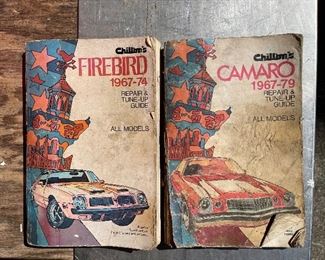 Chilton's
FIREBIRD
1967-74
REPAIR &
TUNE-UP
GUIDE
ALL MODELS
Chilton's
CAMARO
1967-79
REPAIR &
TUNE-UP
GUIDE
ALL MODELS